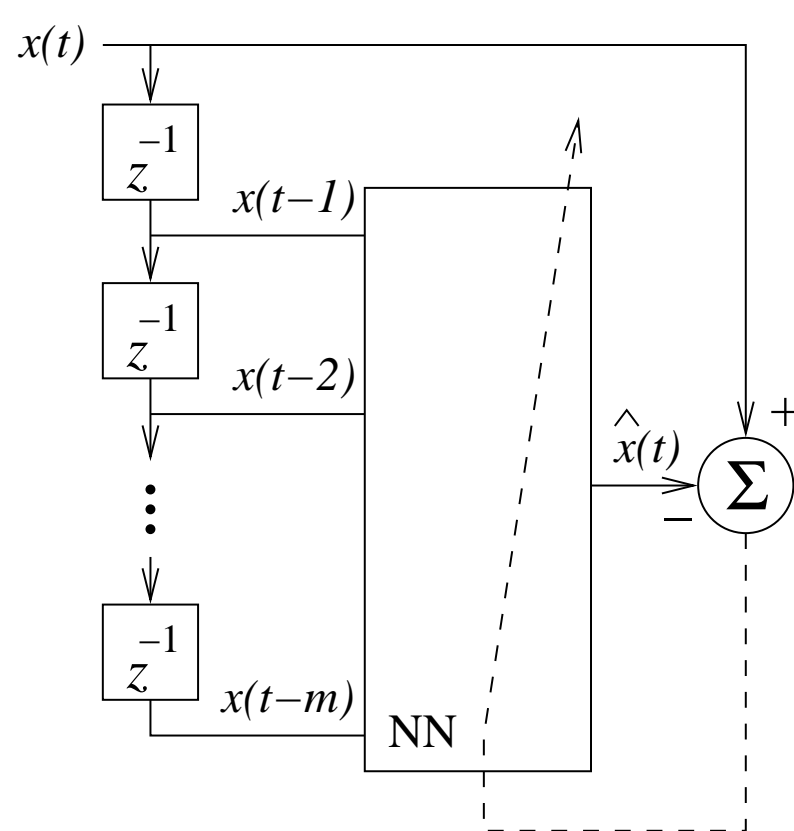 x(t)
z−1
x(t−1)
z−1
x(t−2)
+
x̂(t)
Σ
−
z−1
x(t−m)
NN